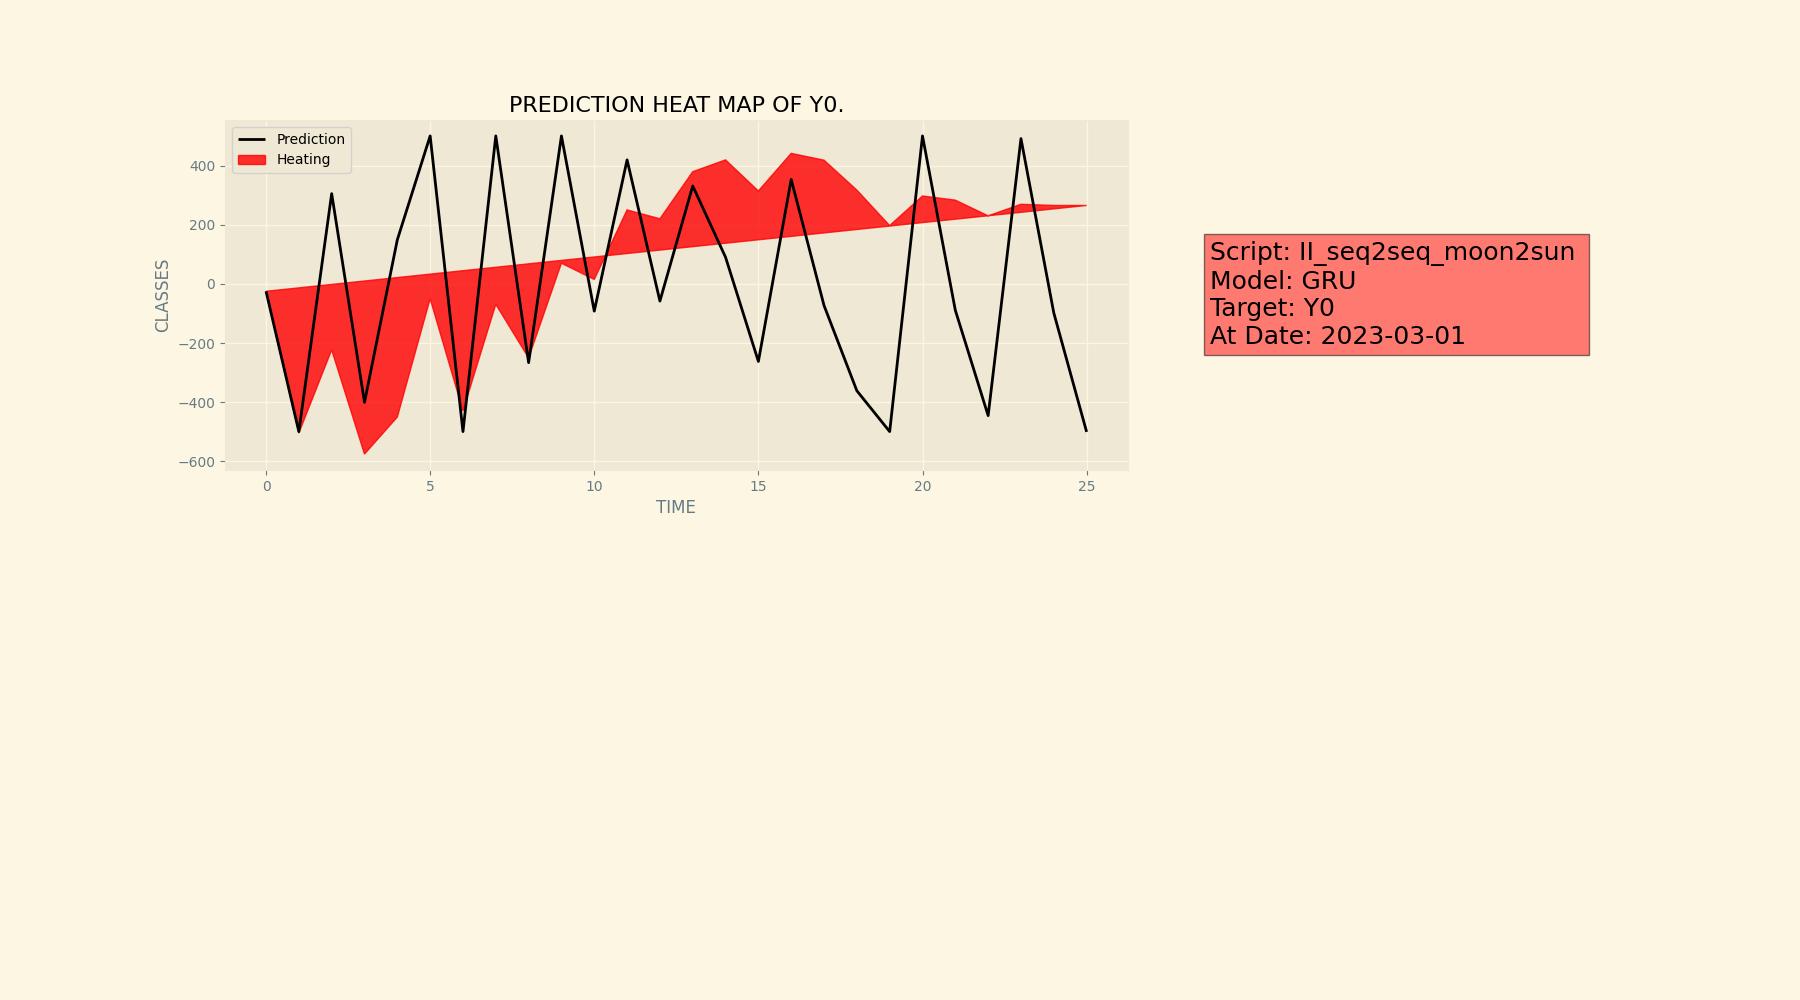 PREDICTION HEAT MAP OF Y0.
Prediction
Heating
400
200
0
−200
−400
−600
CLASSES
0 5 10 15 20 25
TIME
Script: II_seq2seq_moon2sun
Model: GRU
Target: Y0
At Date: 2023-03-01